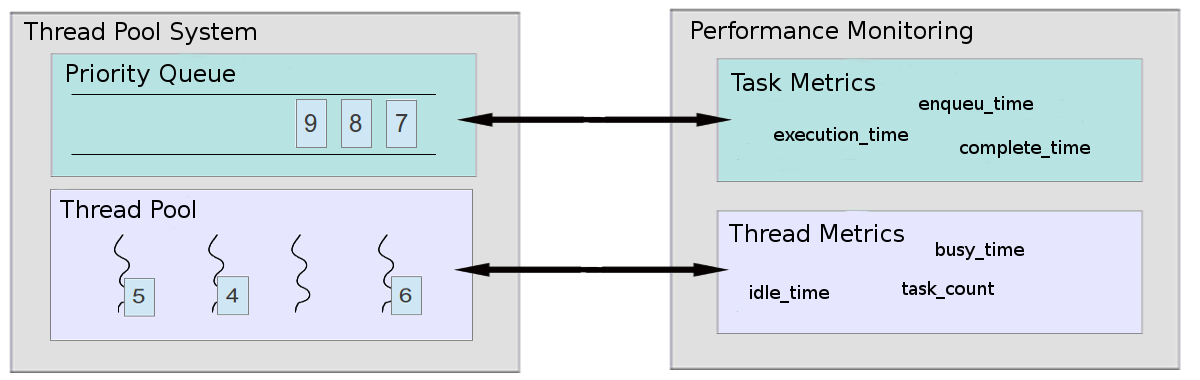 Thread Pool System
Priority Queue
9 8 7
Thread Pool
5 4 6
Performance Monitoring
Task Metrics
enqueu_time
execution_time
complete_time
Thread Metrics
busy_time
idle_time
task_count